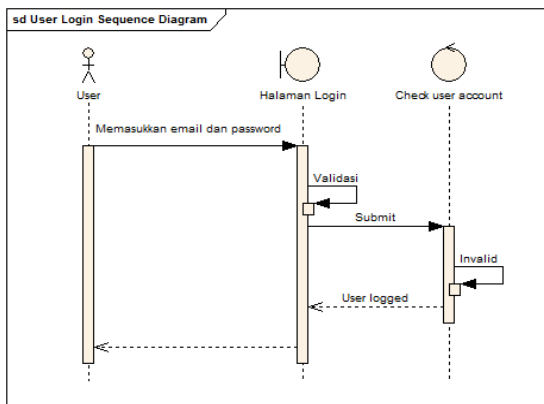 sd User Login Sequence Diagram
User
Halaman Login
Check user account
Memasukkan email dan password
Validasi
Submit
Invalid
User logged